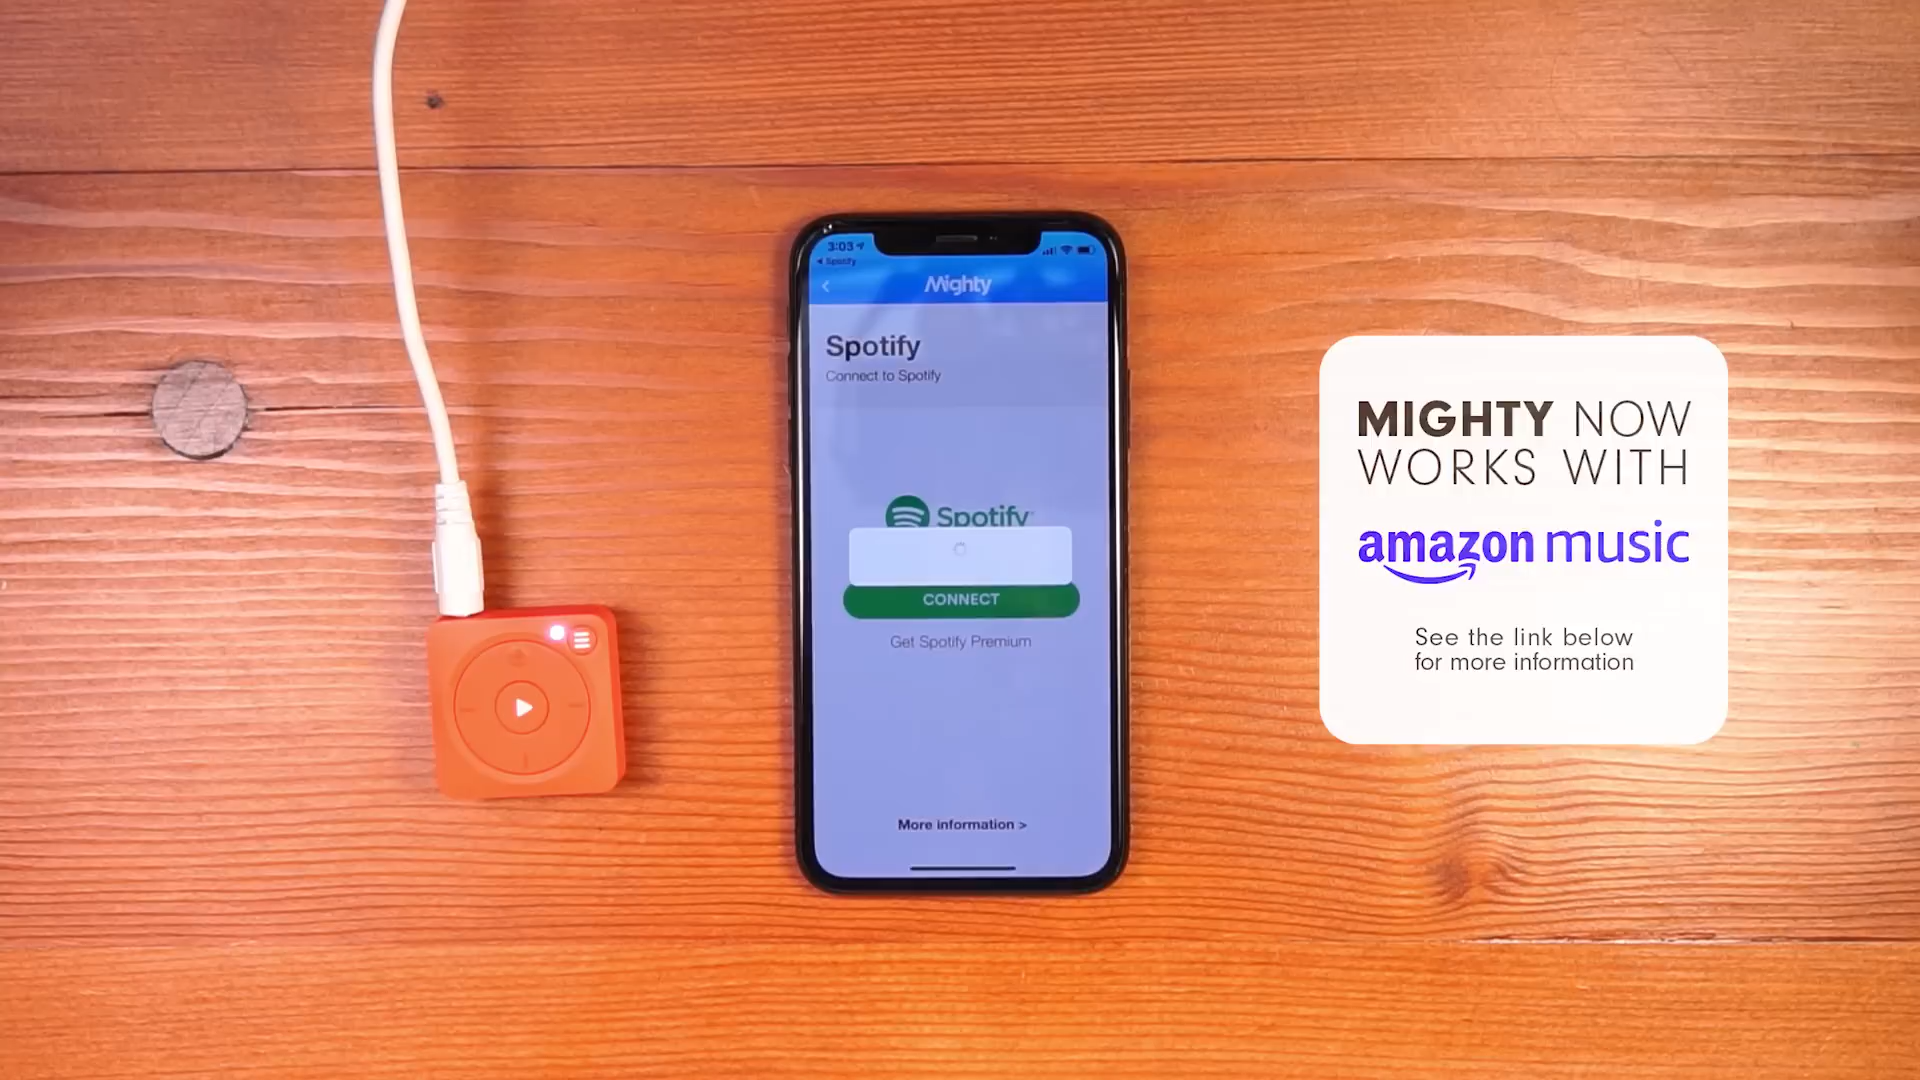 3:03
Spotify
Mighty
Spotify
Connect to Spotify
Spotify
CONNECT
Get Spotify Premium
More information >
MIGHTY NOW
WORKS WITH
amazon music
See the link below
for more information